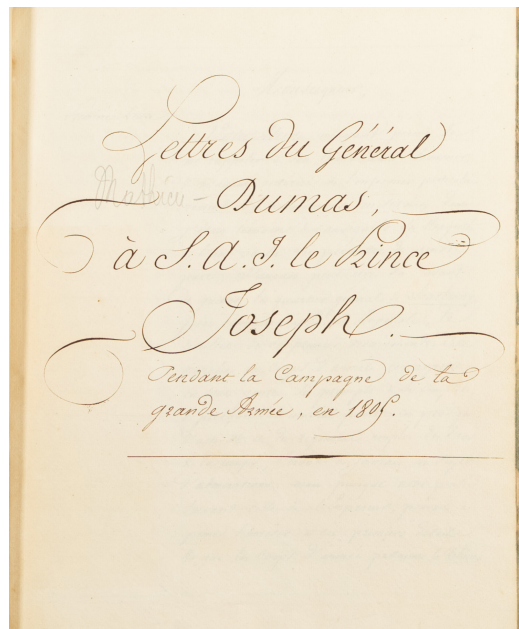 Lettres du Général
Mathieu - Dumas,
à S. A. I. le Prince
Joseph.
Pendant la Campagne de la
grande Armée, en 1805.